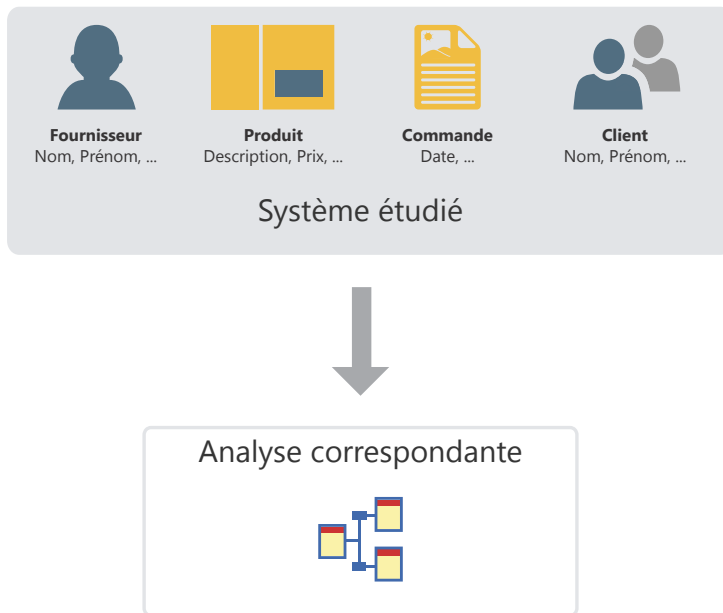 Fournisseur
Nom, Prénom, ...
Produit
Description, Prix, ...
Commande
Date, ...
Client
Nom, Prénom, ...
Système étudié
Analyse correspondante